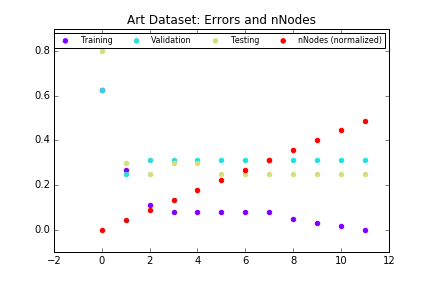 Art Dataset: Errors and nNodes
Training Validation Testing nNodes (normalized)
0.8
0.6
0.4
0.2
0.0
−2 0 2 4 6 8 10 12